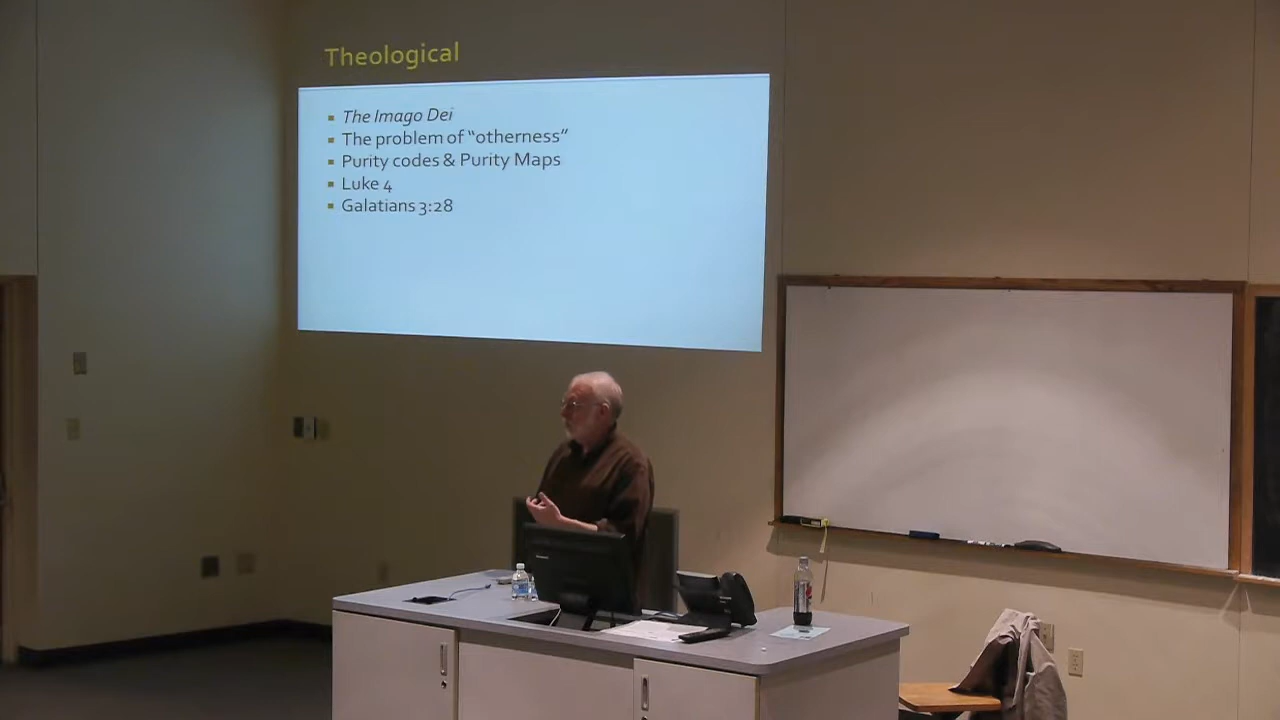 Theological
The Imago Dei
The problem of “otherness”
Purity codes & Purity Maps
Luke 4
Galatians 3:28